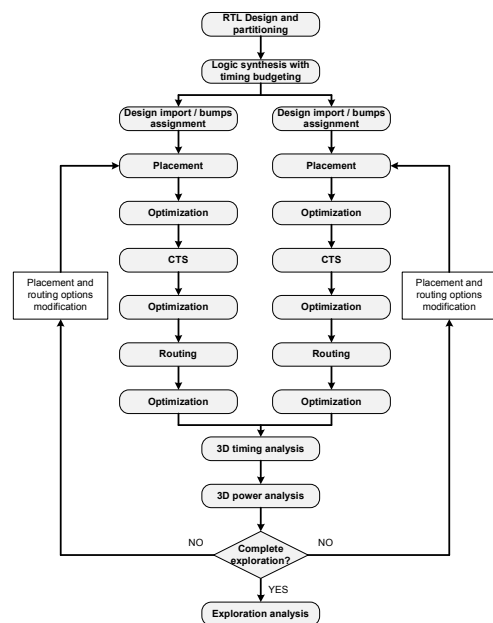 RTL Design and
partitioning
Logic synthesis with
timing budgeting
Design import / bumps
assignment
Design import / bumps
assignment
Placement
Placement
Optimization
Optimization
CTS
CTS
Placement and
routing options
modification
Placement and
routing options
modification
Optimization
Optimization
Routing
Routing
Optimization
Optimization
3D timing analysis
3D power analysis
NO
Complete
exploration?
NO
YES
Exploration analysis